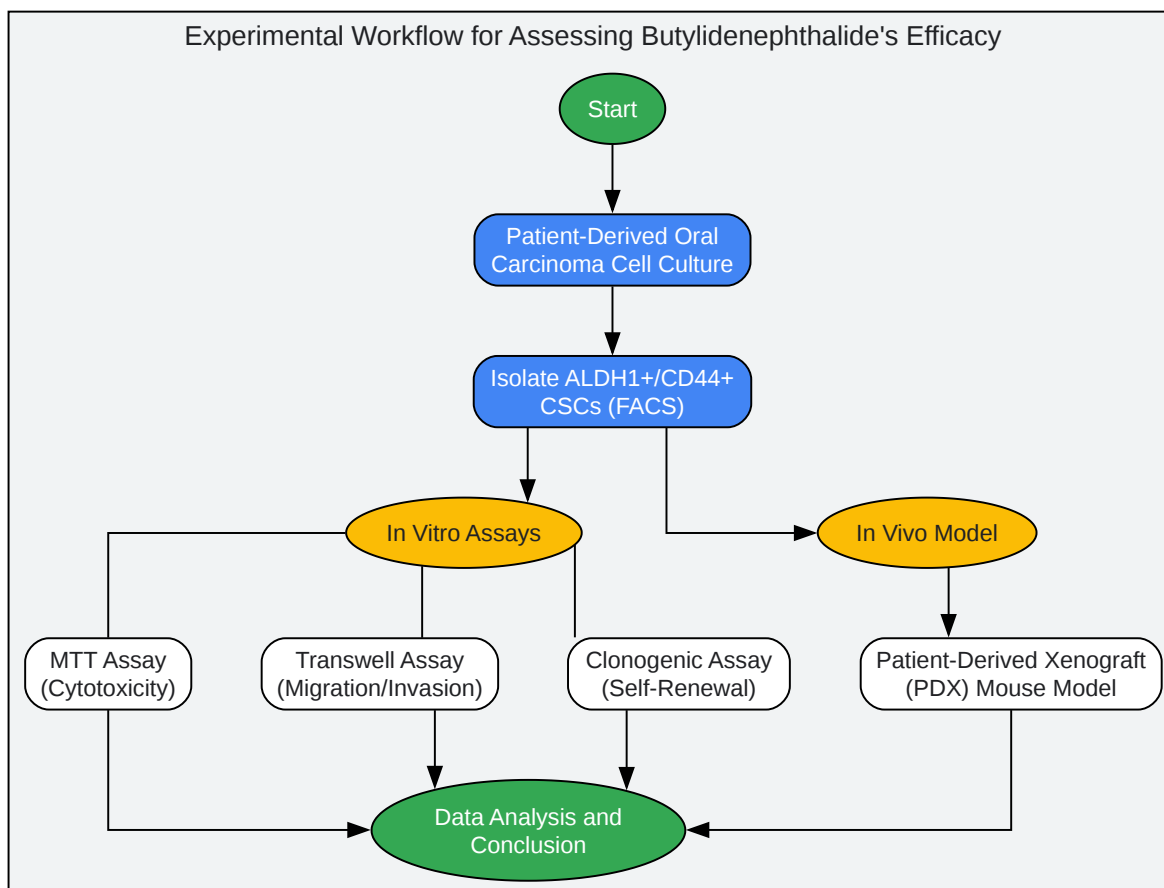 Experimental Workflow for Assessing Butylidenephthalide's Efficacy
Start
Patient-Derived Oral
Carcinoma Cell Culture
Isolate ALDH1+/CD44+
CSCs (FACS)
In Vitro Assays
In Vivo Model
MTT Assay
(Cytotoxicity)
Transwell Assay
(Migration/Invasion)
Clonogenic Assay
(Self-Renewal)
Patient-Derived Xenograft
(PDX) Mouse Model
Data Analysis and
Conclusion